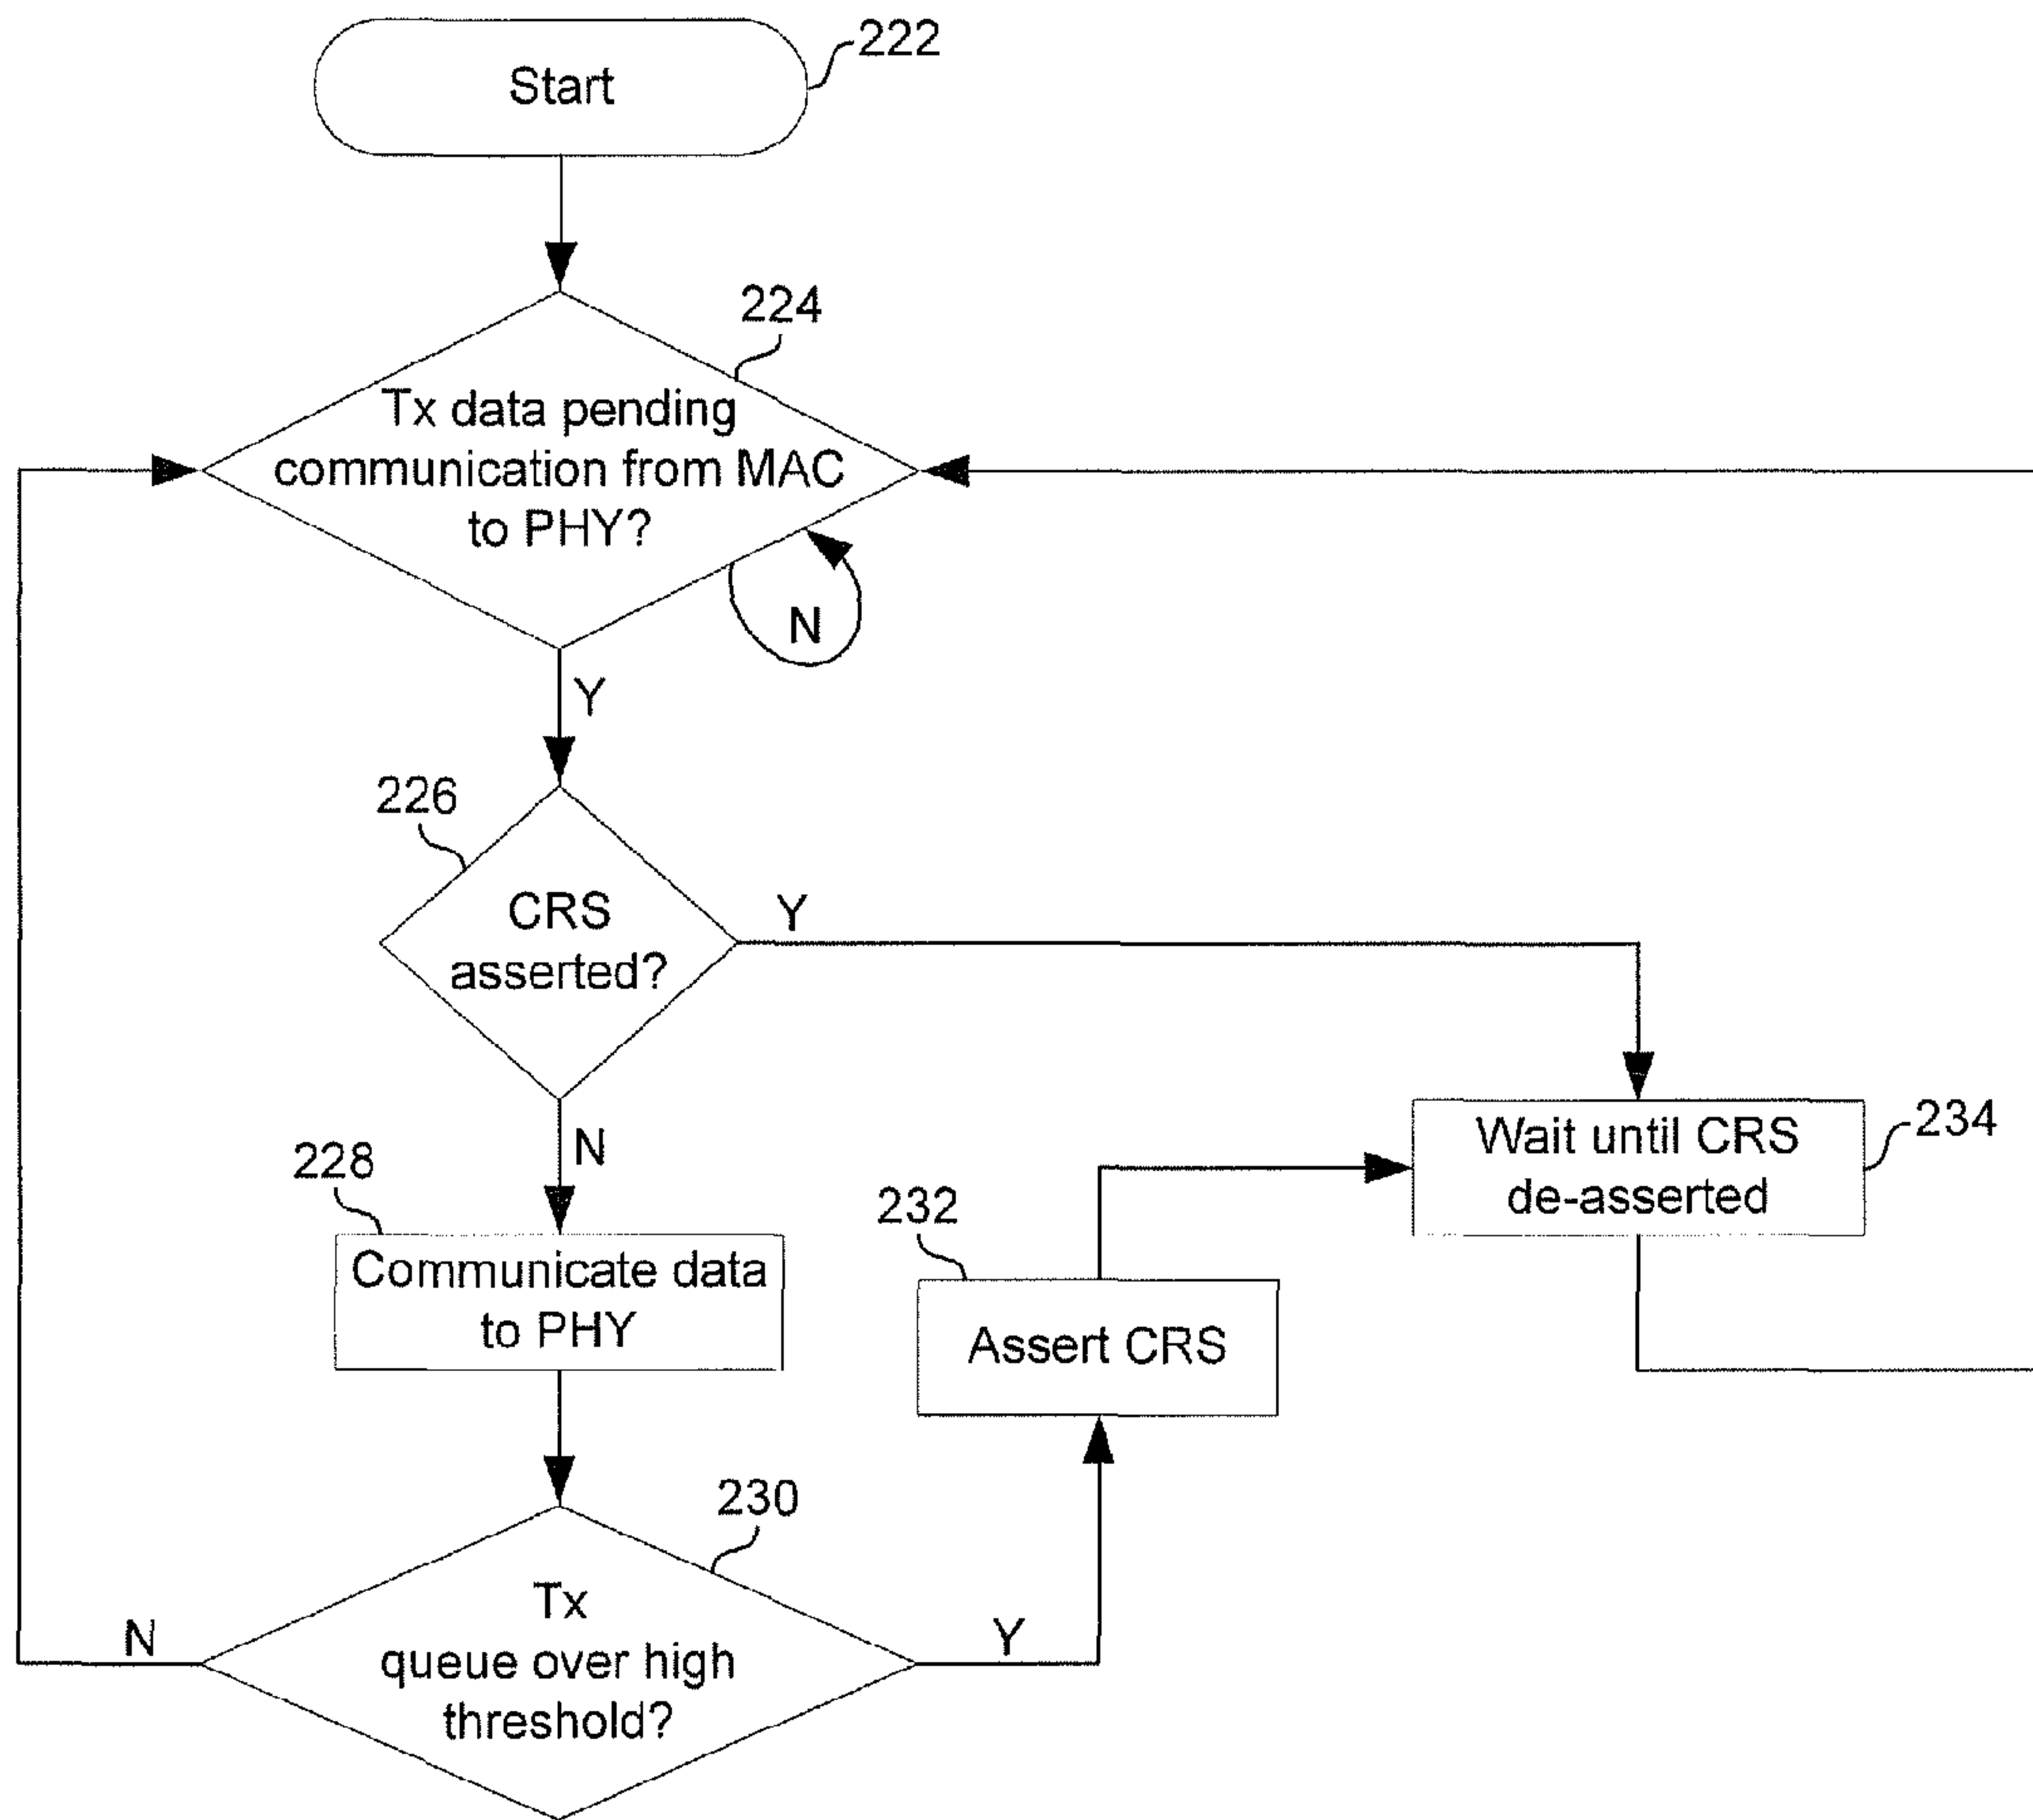 222
Start
224
Tx data pending
communication from MAC
to PHY?
N
Y
226
CRS
asserted?
Y
N
228
Communicate data
to PHY
232
Assert CRS
Wait until CRS
de-asserted
234
230
Tx
queue over high
threshold?
N
Y